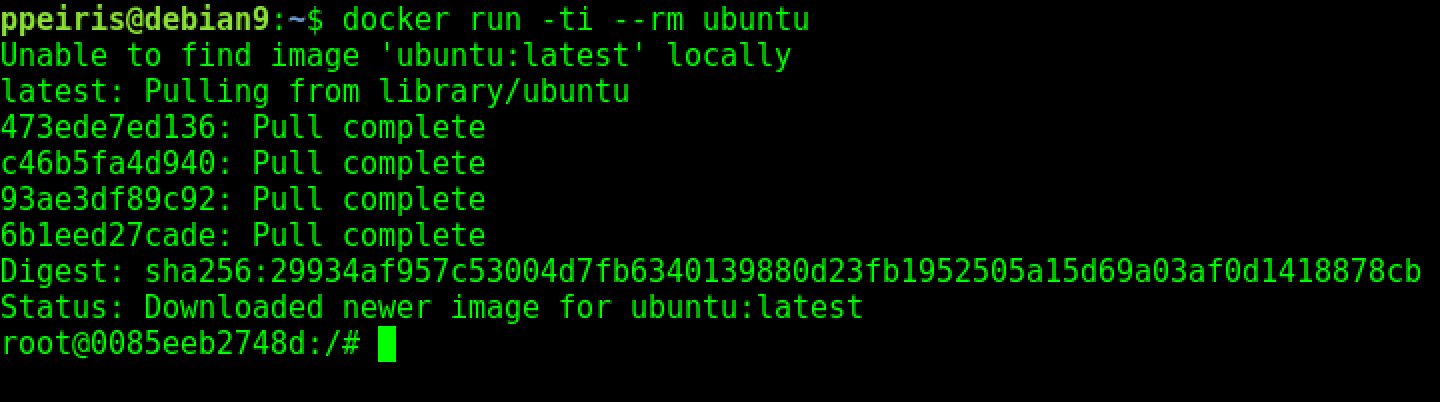 ppeiris@debian9:~$ docker run -ti --rm ubuntu
Unable to find image 'ubuntu:latest' locally
latest: Pulling from library/ubuntu
473ede7ed136: Pull complete
c46b5fa4d940: Pull complete
93ae3df89c92: Pull complete
6b1eed27cade: Pull complete
Digest: sha256:29934af957c53004d7fb6340139880d23fb1952505a15d69a03af0d1418878cb
Status: Downloaded newer image for ubuntu:latest
root@0085eeb2748d:/#